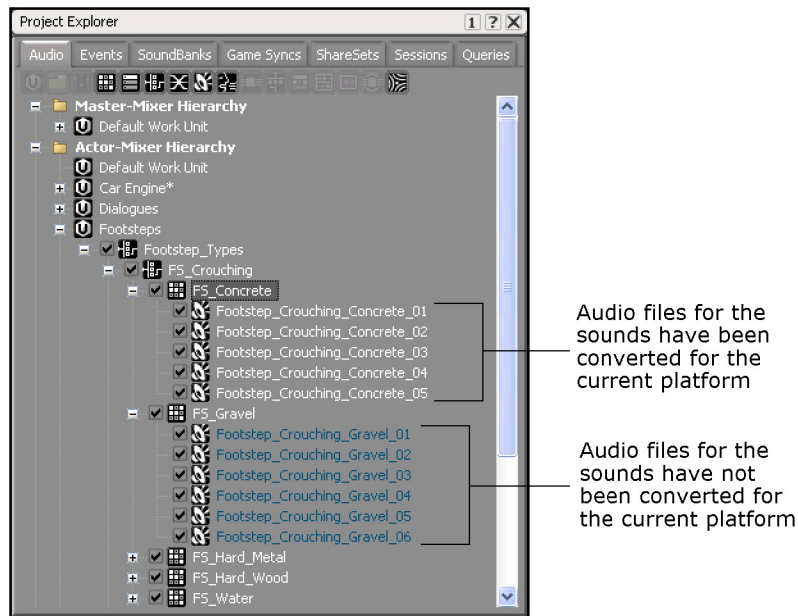 Project Explorer
1 ? X
Audio Events SoundBanks Game Syncs ShareSets Sessions Queries
Master-Mixer Hierarchy
Default Work Unit
Actor-Mixer Hierarchy
Default Work Unit
Car Engine*
Dialogues
Footsteps
Footstep_Types
FS_Crouching
FS_Concrete
Footstep_Crouching_Concrete_01
Footstep_Crouching_Concrete_02
Footstep_Crouching_Concrete_03
Footstep_Crouching_Concrete_04
Footstep_Crouching_Concrete_05
FS_Gravel
Footstep_Crouching_Gravel_01
Footstep_Crouching_Gravel_02
Footstep_Crouching_Gravel_03
Footstep_Crouching_Gravel_04
Footstep_Crouching_Gravel_05
Footstep_Crouching_Gravel_06
FS_Hard_Metal
FS_Hard_Wood
FS_Water
Audio files for the
sounds have been
converted for the
current platform
Audio files for the
sounds have not
been converted for
the current platform